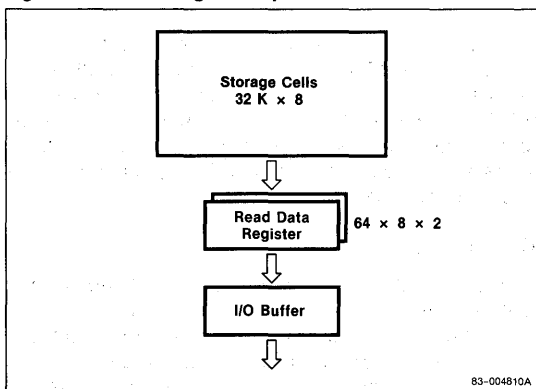 Storage Cells
32 K × 8
Read Data
Register
64 × 8 × 2
I/O Buffer
83-004810A